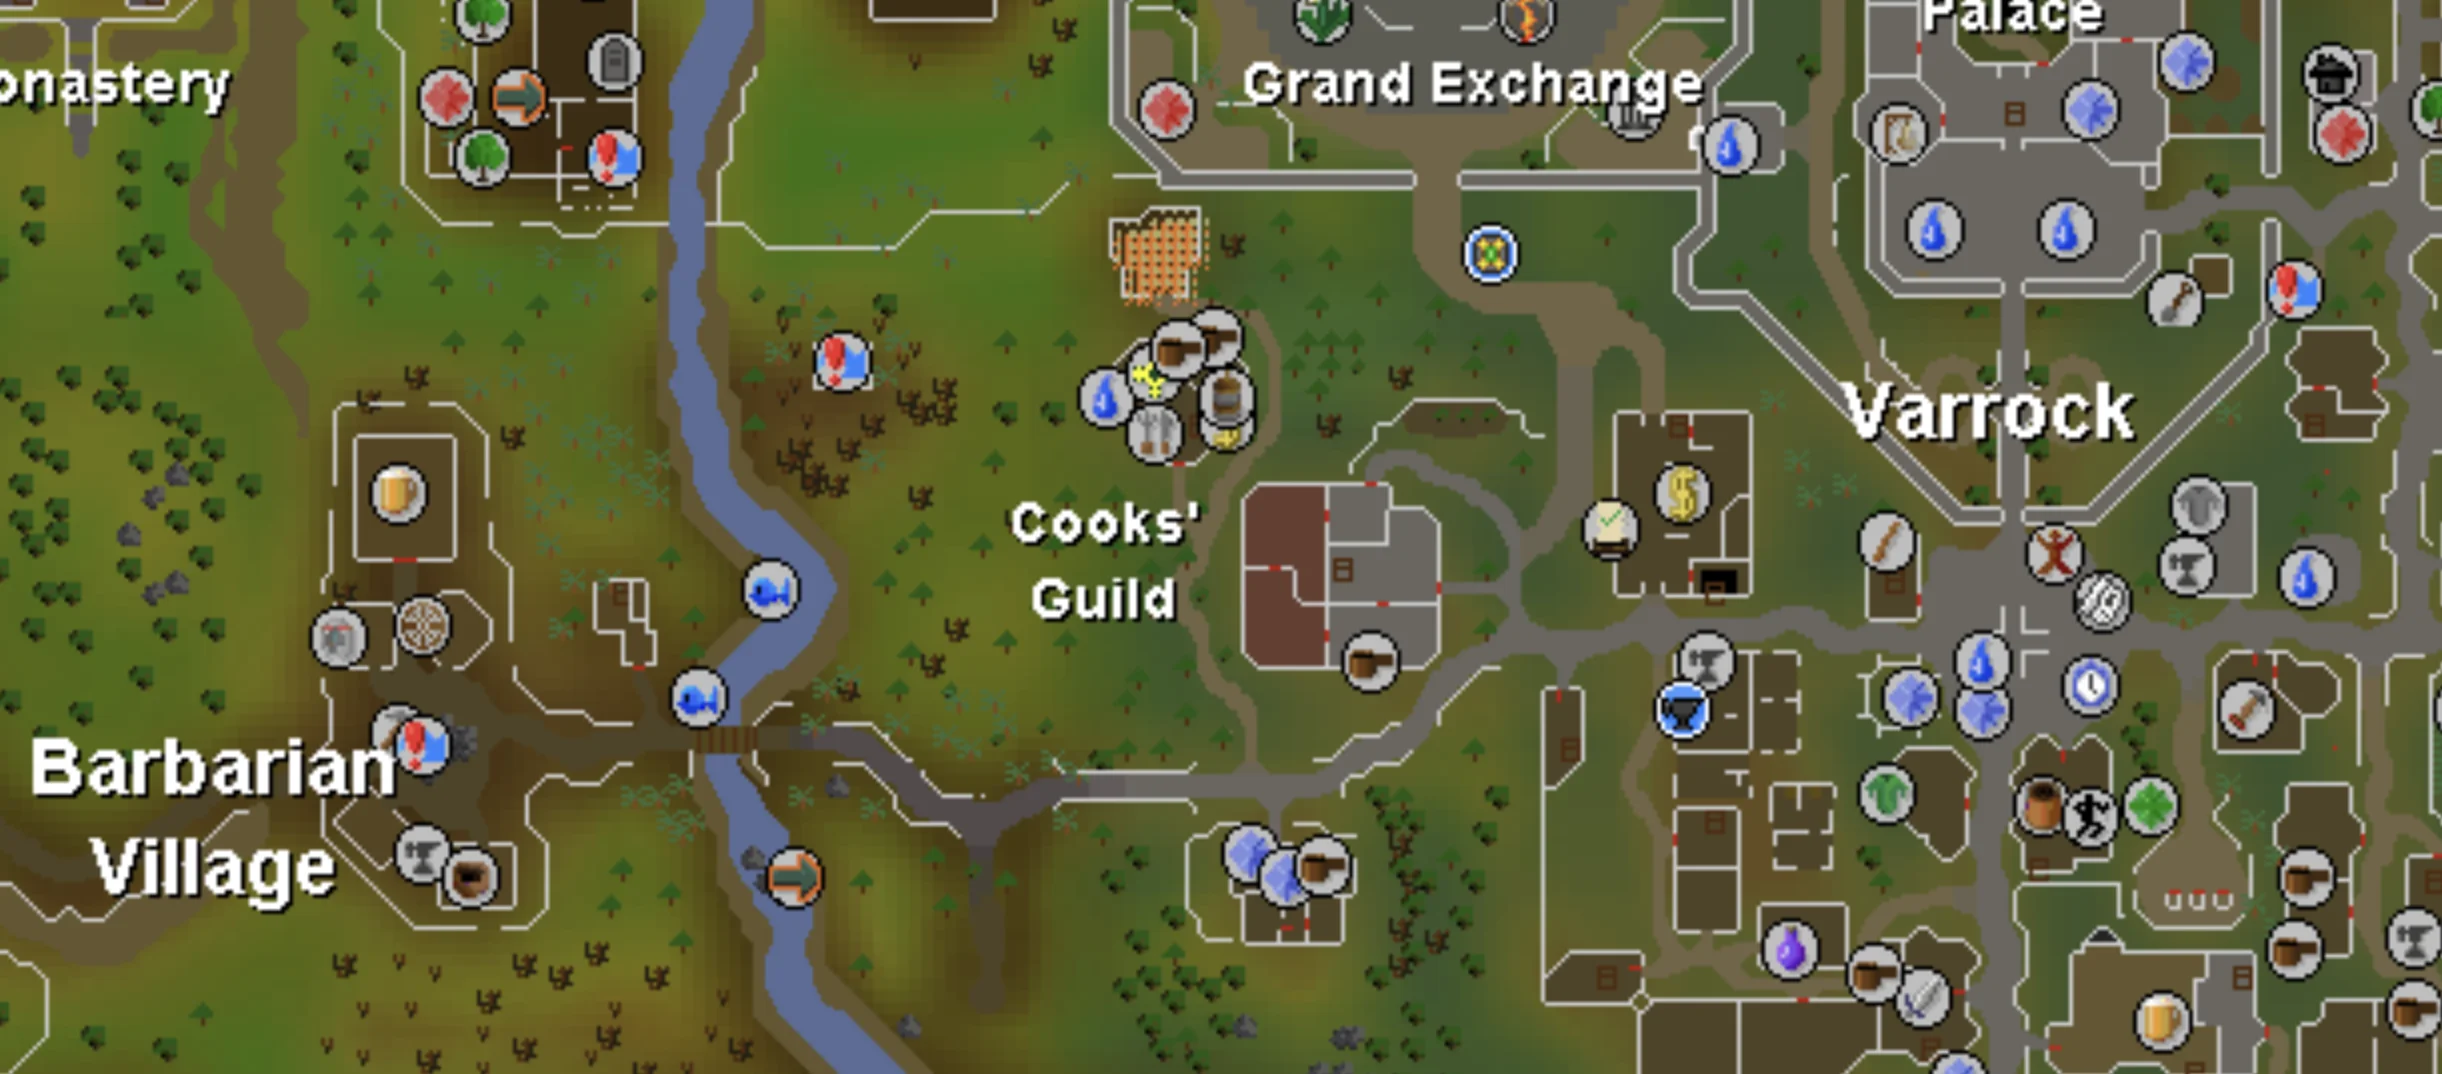 Palace
onastery
Grand Exchange
Varrock
Cooks'
Guild
Barbarian
Village